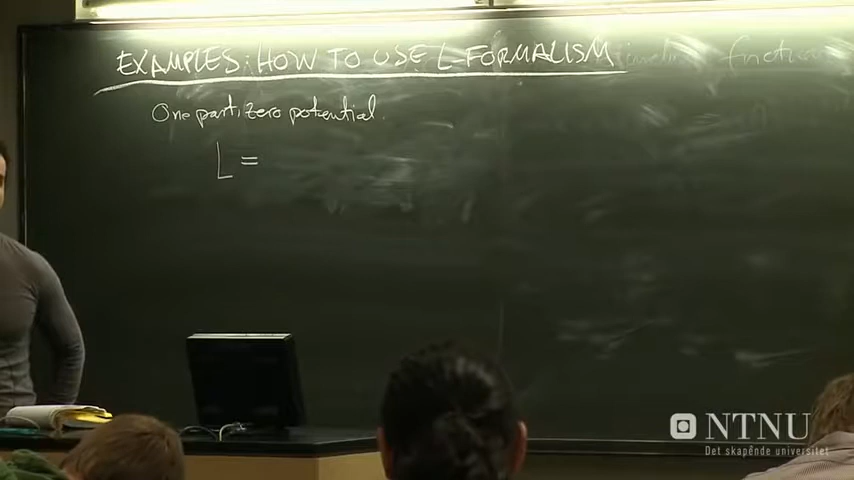 EXAMPLES: HOW TO USE L-FORMALISM
One part. zero potential.
L =
NTNU
Det skapende universitet